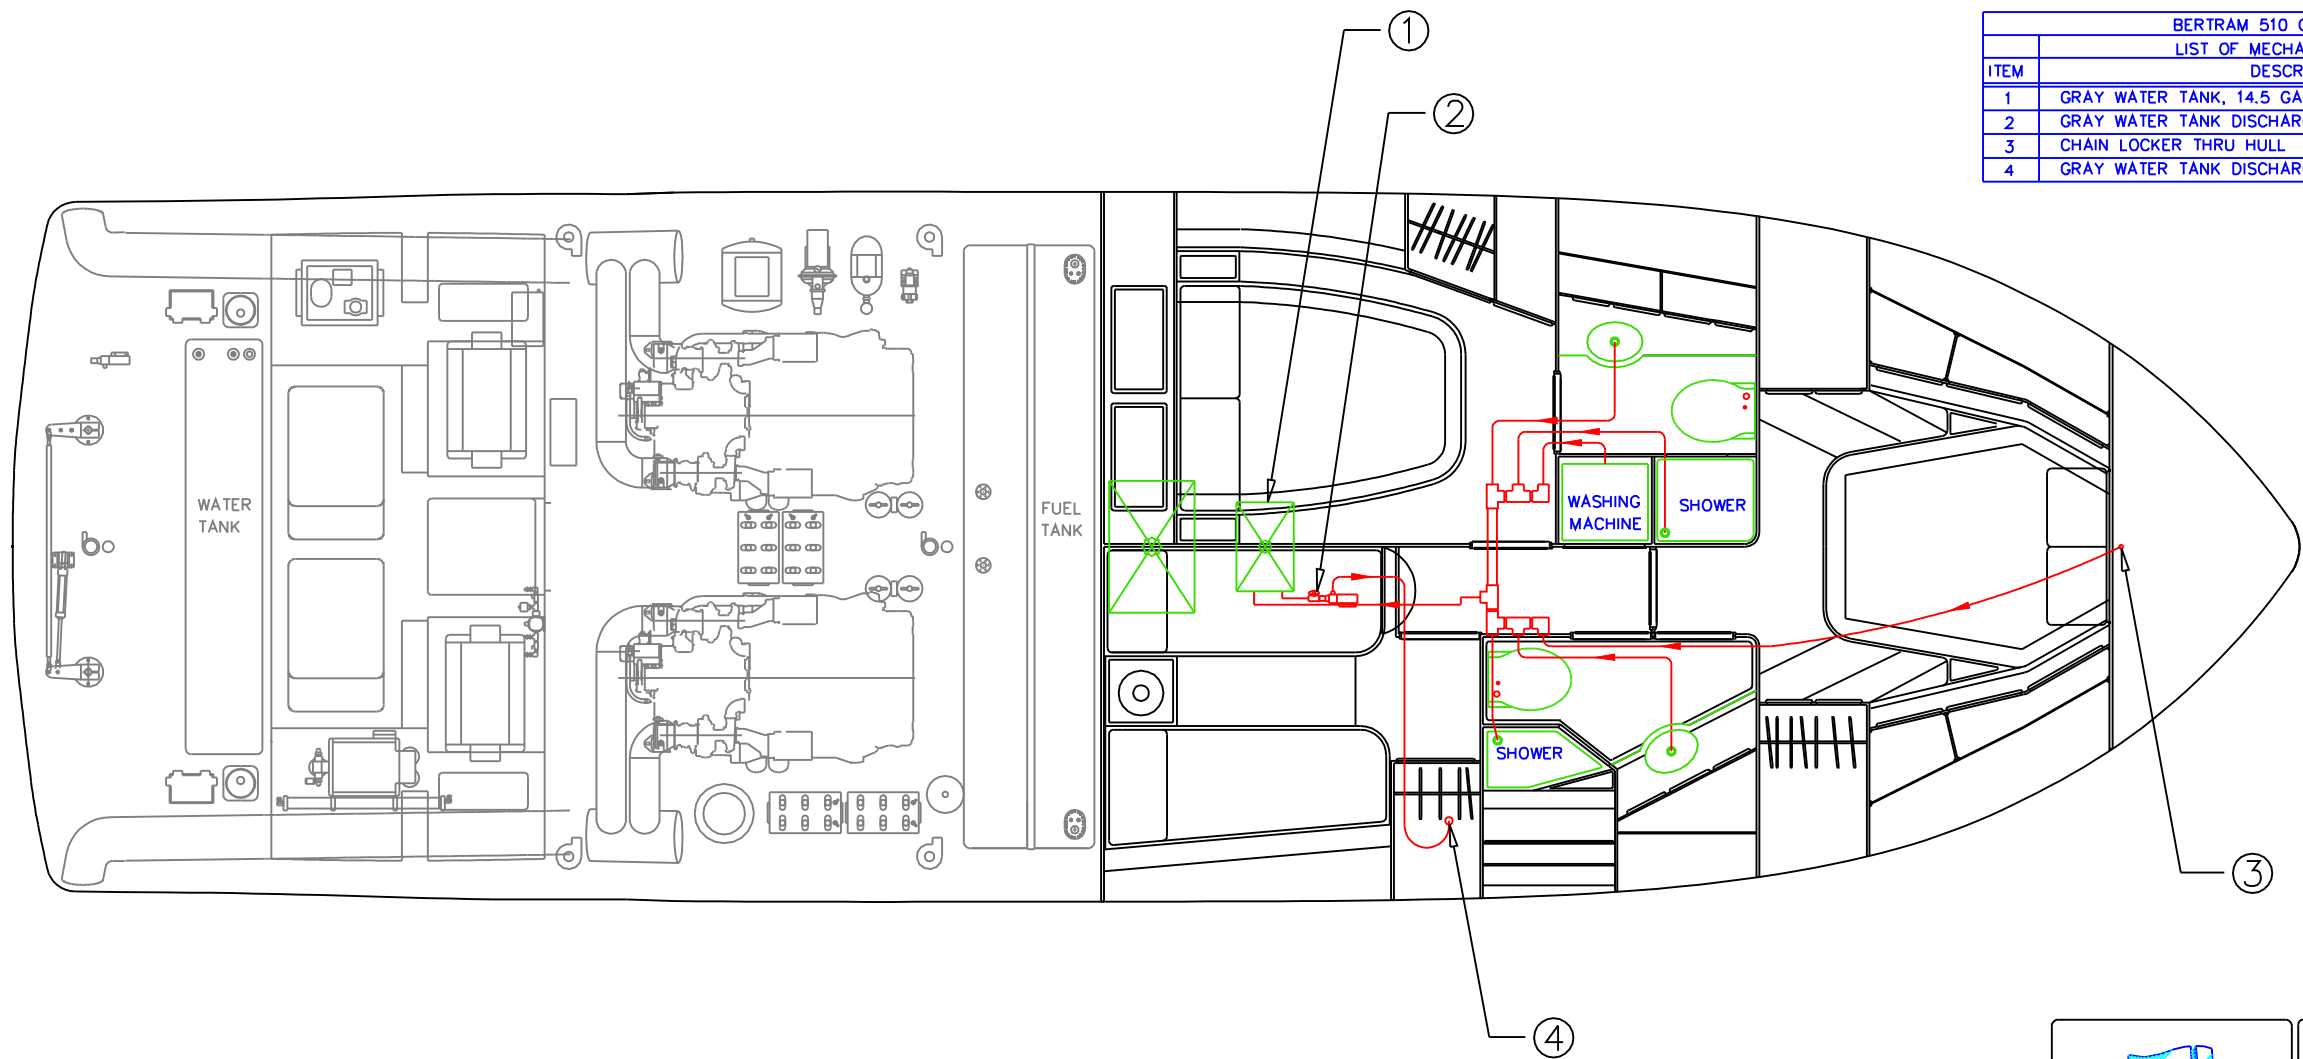 1
2
BERTRAM 510
LIST OF MECHA
ITEM DESCR
1 GRAY WATER TANK, 14.5 GA
2 GRAY WATER TANK DISCHAR
3 CHAIN LOCKER THRU HULL
4 GRAY WATER TANK DISCHAR
WATER
TANK
FUEL
TANK
WASHING
MACHINE
SHOWER
SHOWER
3
4